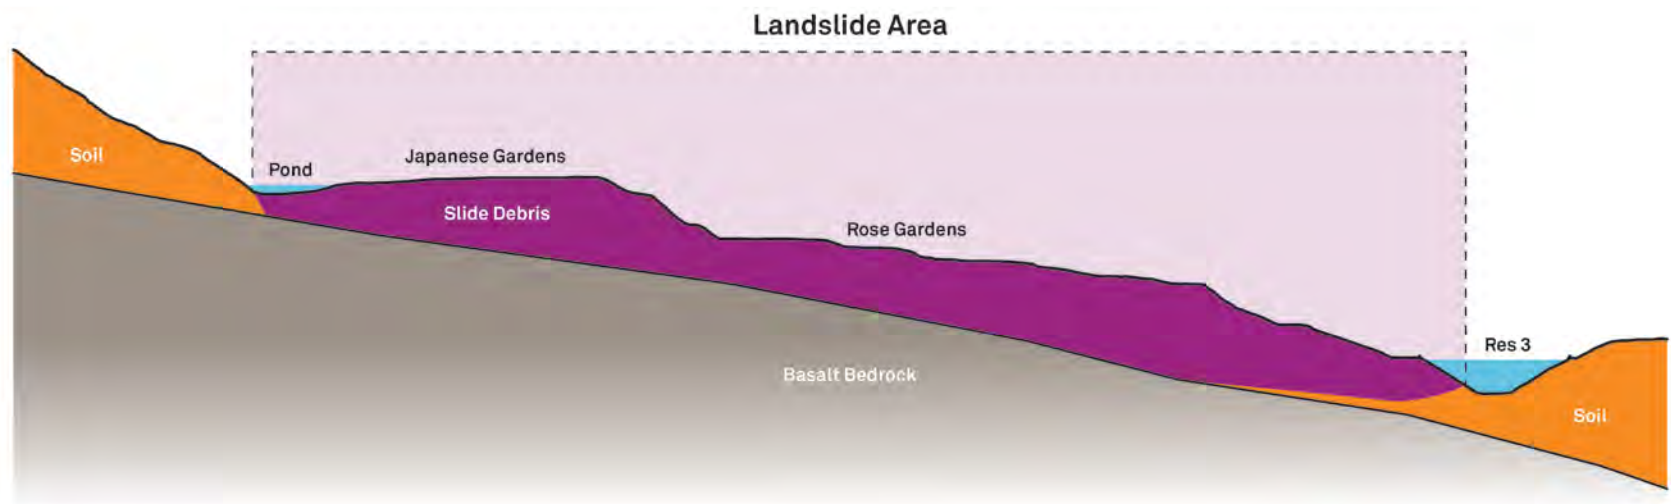 Landslide Area
Soil
Pond
Japanese Gardens
Slide Debris
Rose Gardens
Res 3
Basalt Bedrock
Soil